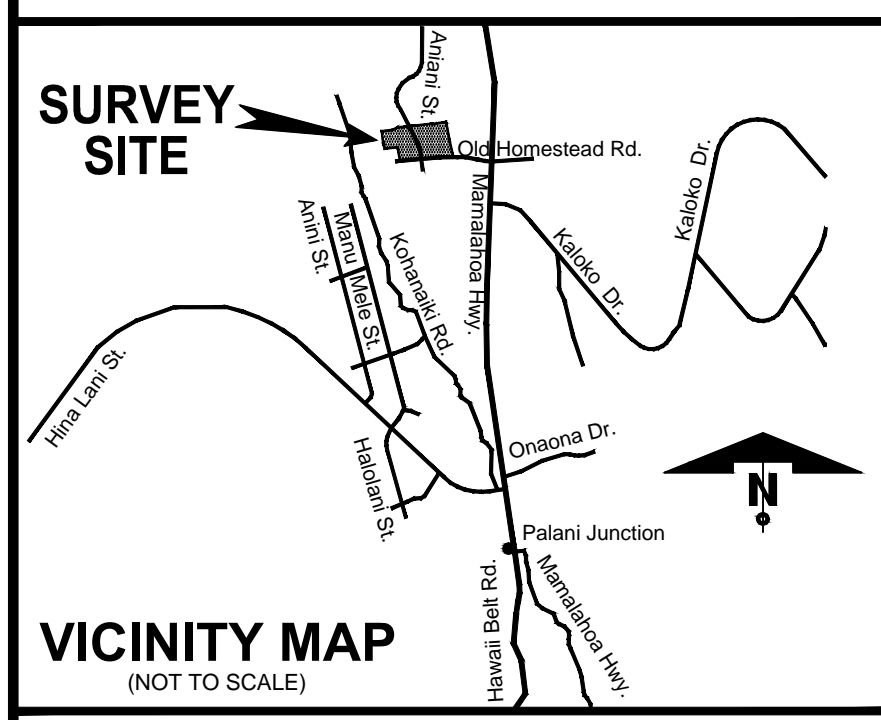 SURVEY
SITE
Aniani St.
Old Homestead Rd.
Mamalahoa Hwy.
Kaloko Dr.
Kaloko Dr.
Anini St.
Manu
Mele St.
Kohanaiki Rd.
Hina Lani St.
Halolani St.
Onaona Dr.
N
Palani Junction
Hawaii Belt Rd.
Mamalahoa Hwy.
VICINITY MAP
(NOT TO SCALE)